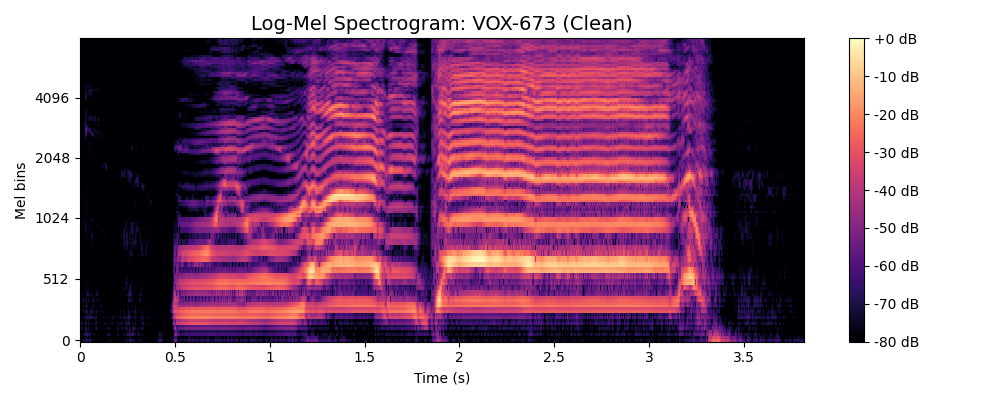 Log-Mel Spectrogram: VOX-673 (Clean)
Mel bins
4096
2048
1024
512
0
0
0.5
1
1.5
2
2.5
3
3.5
Time (s)
+0 dB
-10 dB
-20 dB
-30 dB
-40 dB
-50 dB
-60 dB
-70 dB
-80 dB